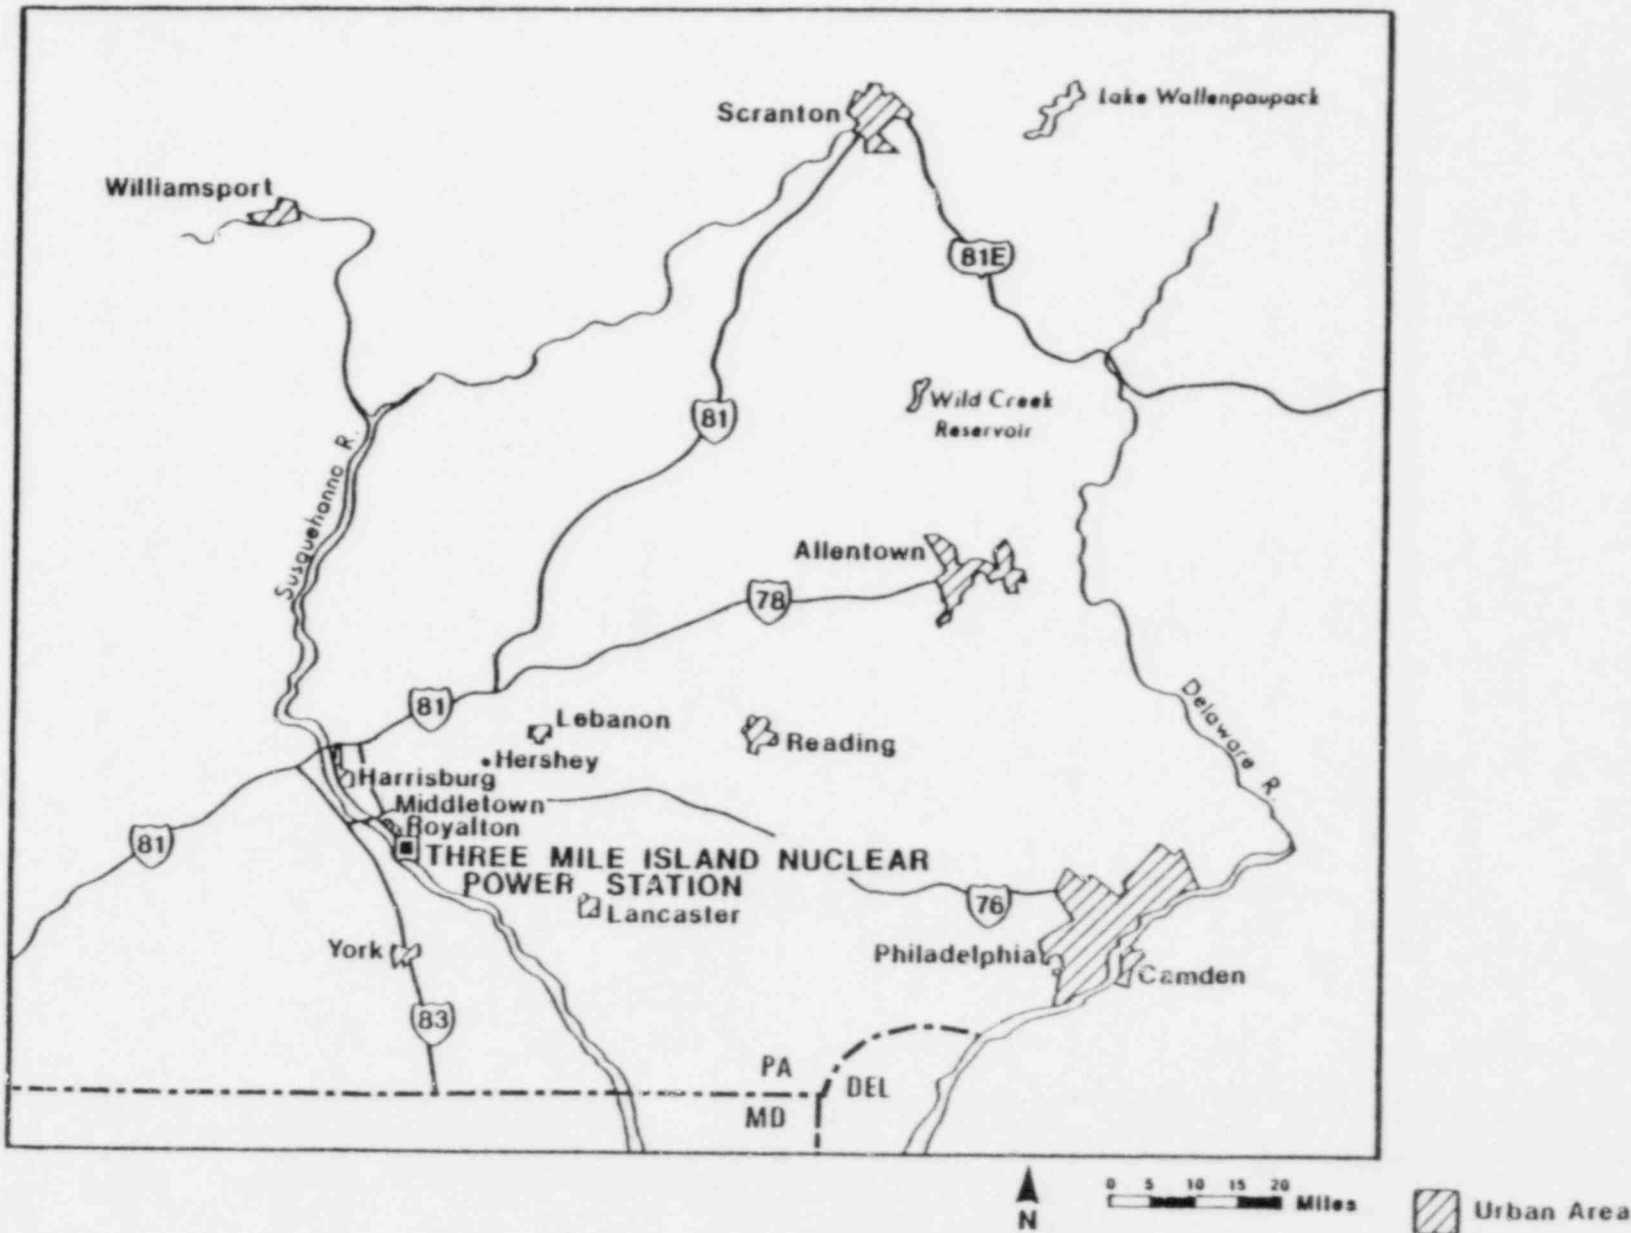 Scranton
Lake Wallenpaupack
Williamsport
81E
81
Wild Creek
Reservoir
Susquehanno R.
Allentown
78
Delaware R.
81
Lebanon
Reading
Hershey
Harrisburg
Middletown
Royalton
81
THREE MILE ISLAND NUCLEAR
POWER STATION
Lancaster
76
York
Philadelphia
Camden
83
PA
DEL
MD
0 5 10 15 20
Miles
N
Urban Area